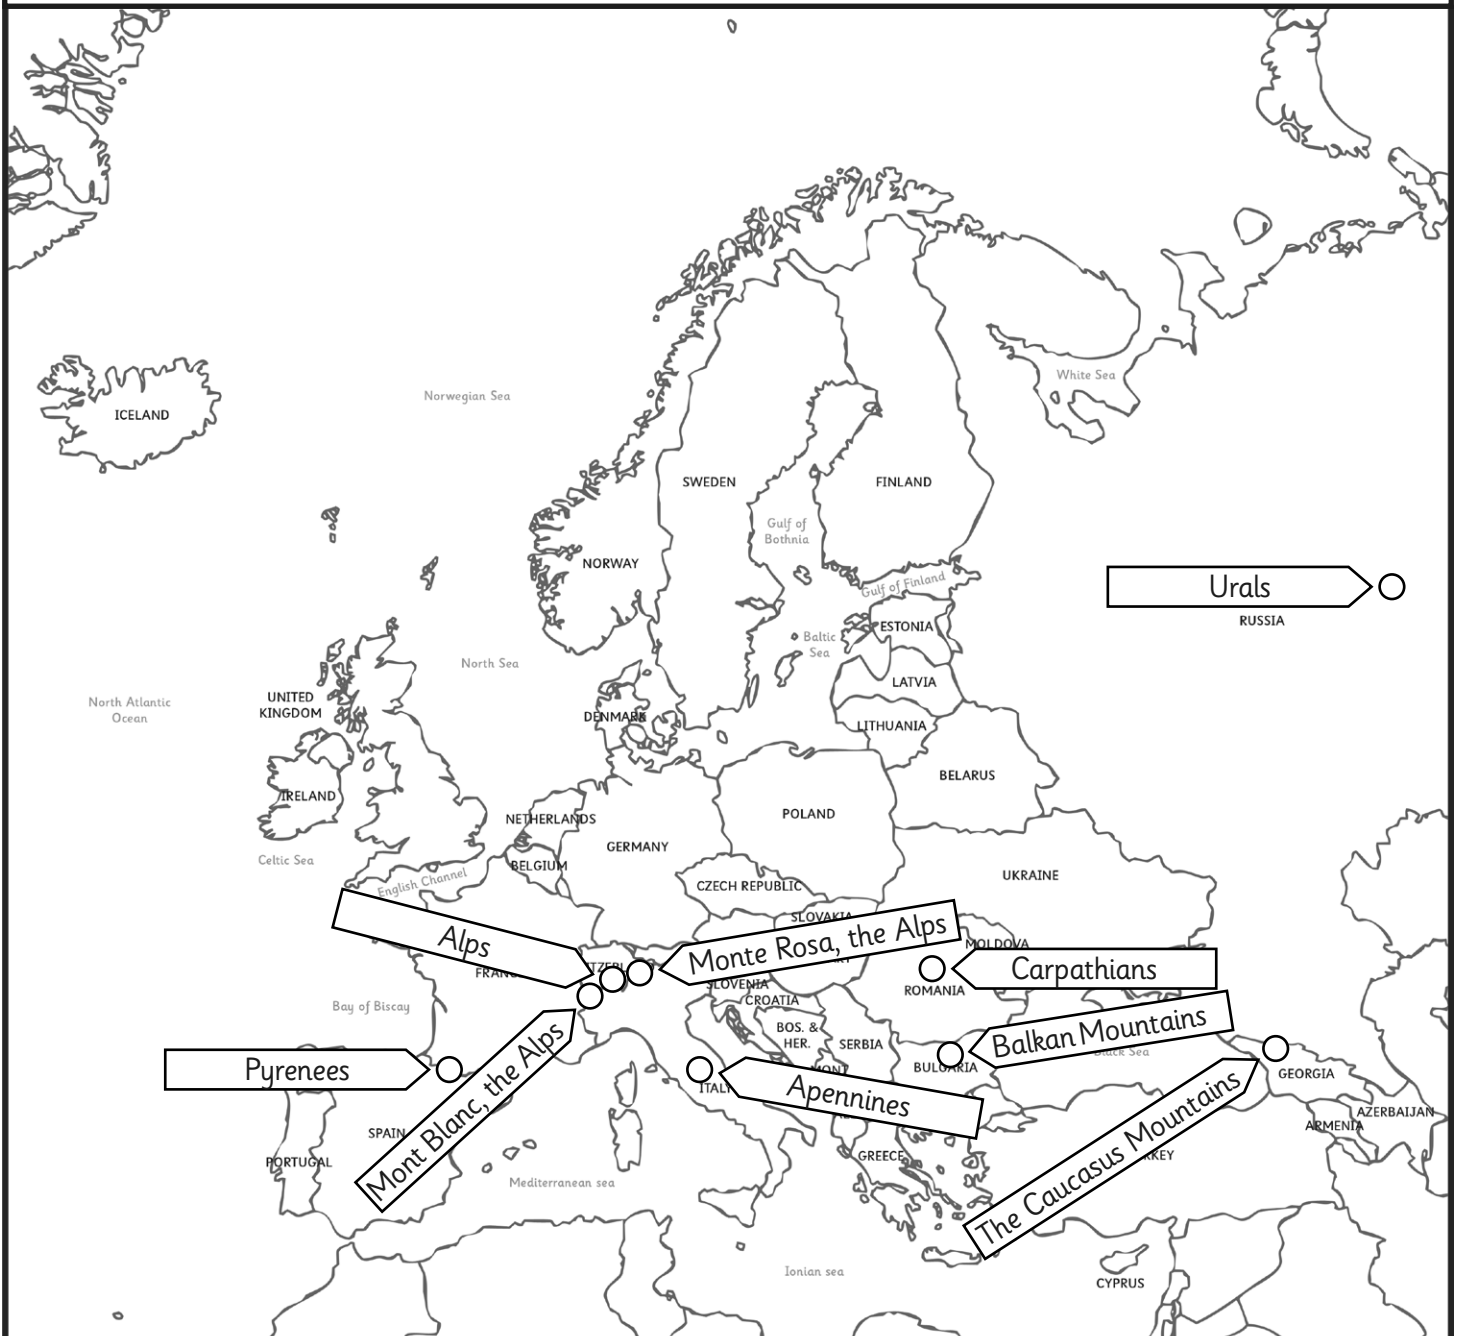 ICELAND
Norwegian Sea
White Sea
SWEDEN
FINLAND
Gulf of
Bothnia
NORWAY
Gulf of Finland
Urals
RUSSIA
ESTONIA
Baltic
Sea
North Sea
LATVIA
UNITED
KINGDOM
North Atlantic
Ocean
DENMARK
LITHUANIA
BELARUS
IRELAND
NETHERLANDS
POLAND
GERMANY
Celtic Sea
BELGIUM
English Channel
CZECH REPUBLIC
UKRAINE
SLOVAKIA
Alps
Monte Rosa, the Alps
MOLDOVA
Carpathians
ROMANIA
SLOVENIA
CROATIA
Bay of Biscay
BOS. &
HER.
SERBIA
Balkan Mountains
Black Sea
BULGARIA
Pyrenees
Mont Blanc, the Alps
ITALY
Apennines
GEORGIA
AZERBAIJAN
ARMENIA
The Caucasus Mountains
SPAIN
PORTUGAL
GREECE
Mediterranean sea
Ionian sea
CYPRUS